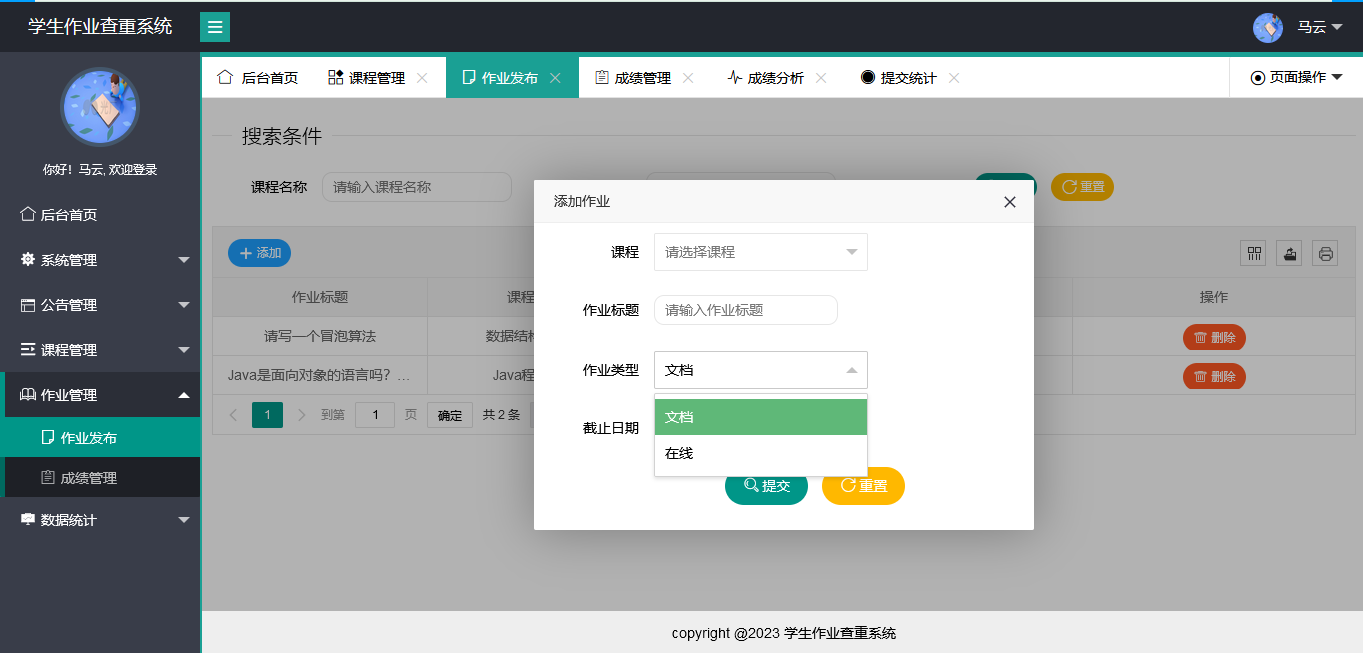 学生作业查重系统
马云
你好！马云, 欢迎登录
后台首页
系统管理
公告管理
课程管理
作业管理
作业发布
成绩管理
数据统计
后台首页 课程管理 作业发布 成绩管理 成绩分析 提交统计 页面操作
搜索条件
课程名称 请输入课程名称 重置
添加
作业标题 课程 操作
请写一个冒泡算法 数据结构 删除
Java是面向对象的语言吗？... Java程 删除
1 到第 1 页 确定 共 2 条
添加作业
课程 请选择课程
作业标题 请输入作业标题
作业类型 文档
文档
截止日期
在线
提交 重置
copyright @2023 学生作业查重系统